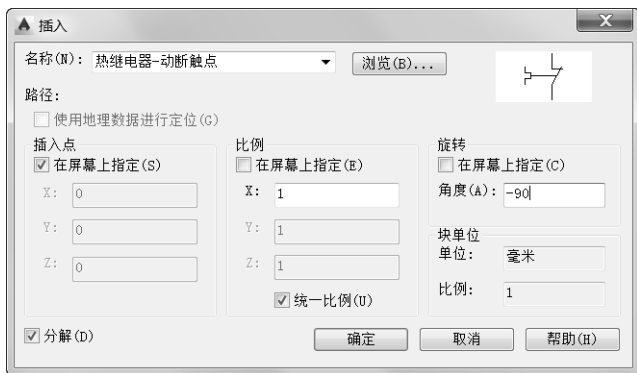 插入
名称(N): 热继电器-动断触点 浏览(B)...
路径:
使用地理数据进行定位(G)
插入点 比例 旋转
在屏幕上指定(S) 在屏幕上指定(E) 在屏幕上指定(C)
X: 0 X: 1 角度(A): -90
Y: 0 Y: 1 块单位
单位: 毫米
Z: 0 Z: 1
比例: 1
统一比例(U)
分解(D) 确定 取消 帮助(H)